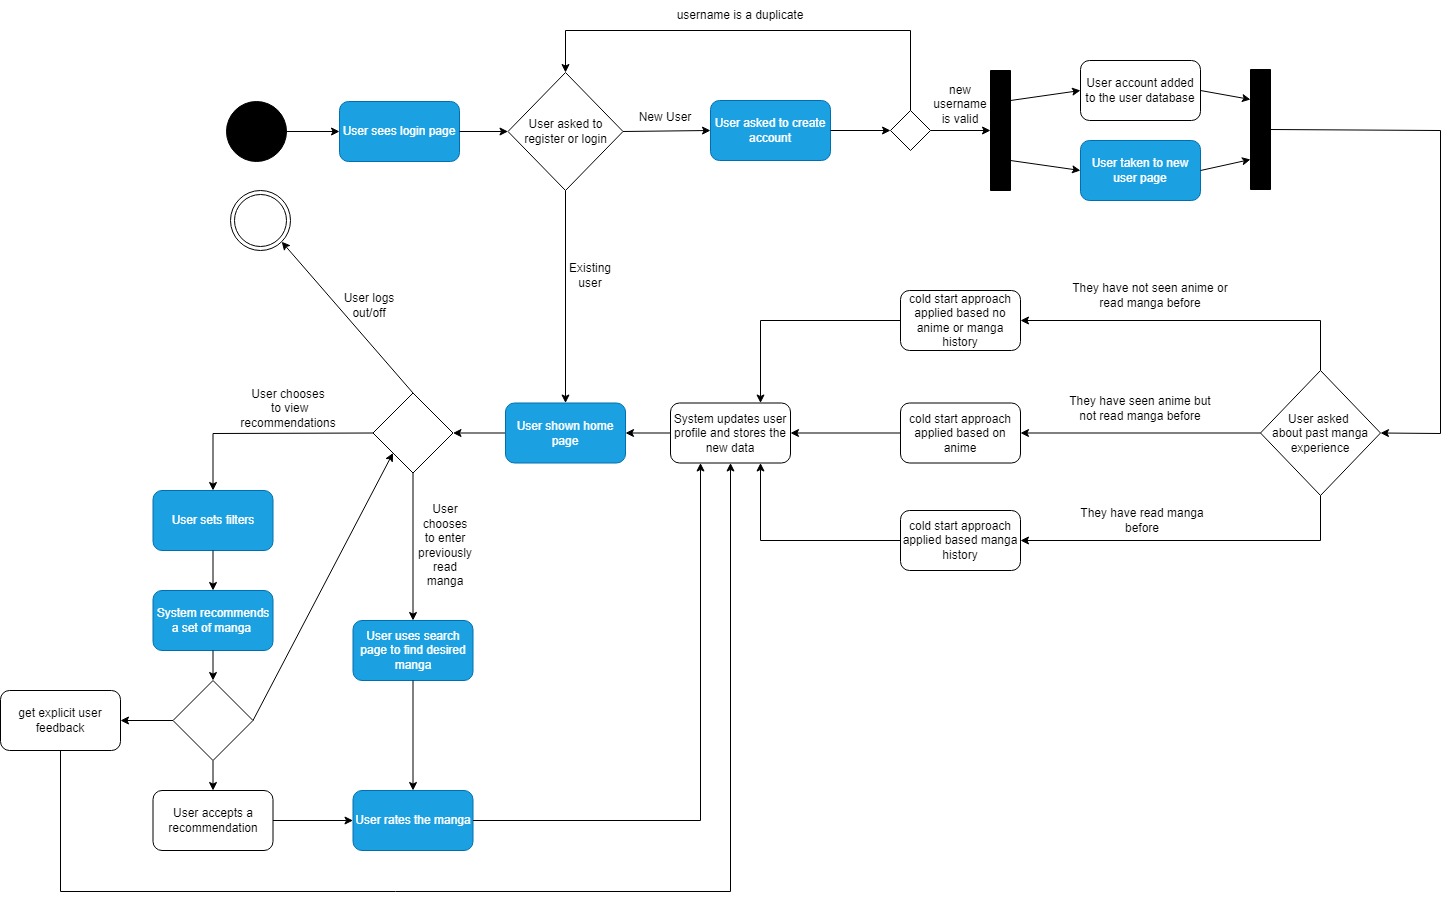 username is a duplicate
User sees login page
User asked to
register or login
New User
User asked to create
account
new
username
is valid
User account added
to the user database
User taken to new
user page
Existing
user
User logs
out/off
They have not seen anime or
read manga before
cold start approach
applied based no
anime or manga
history
User chooses
to view
recommendations
User shown home
page
System updates user
profile and stores the
new data
cold start approach
applied based on
anime
They have seen anime but
not read manga before
User asked
about past manga
experience
User sets filters
User
chooses
to enter
previously
read
manga
cold start approach
applied based manga
history
They have read manga
before
System recommends
a set of manga
User uses search
page to find desired
manga
get explicit user
feedback
User accepts a
recommendation
User rates the manga